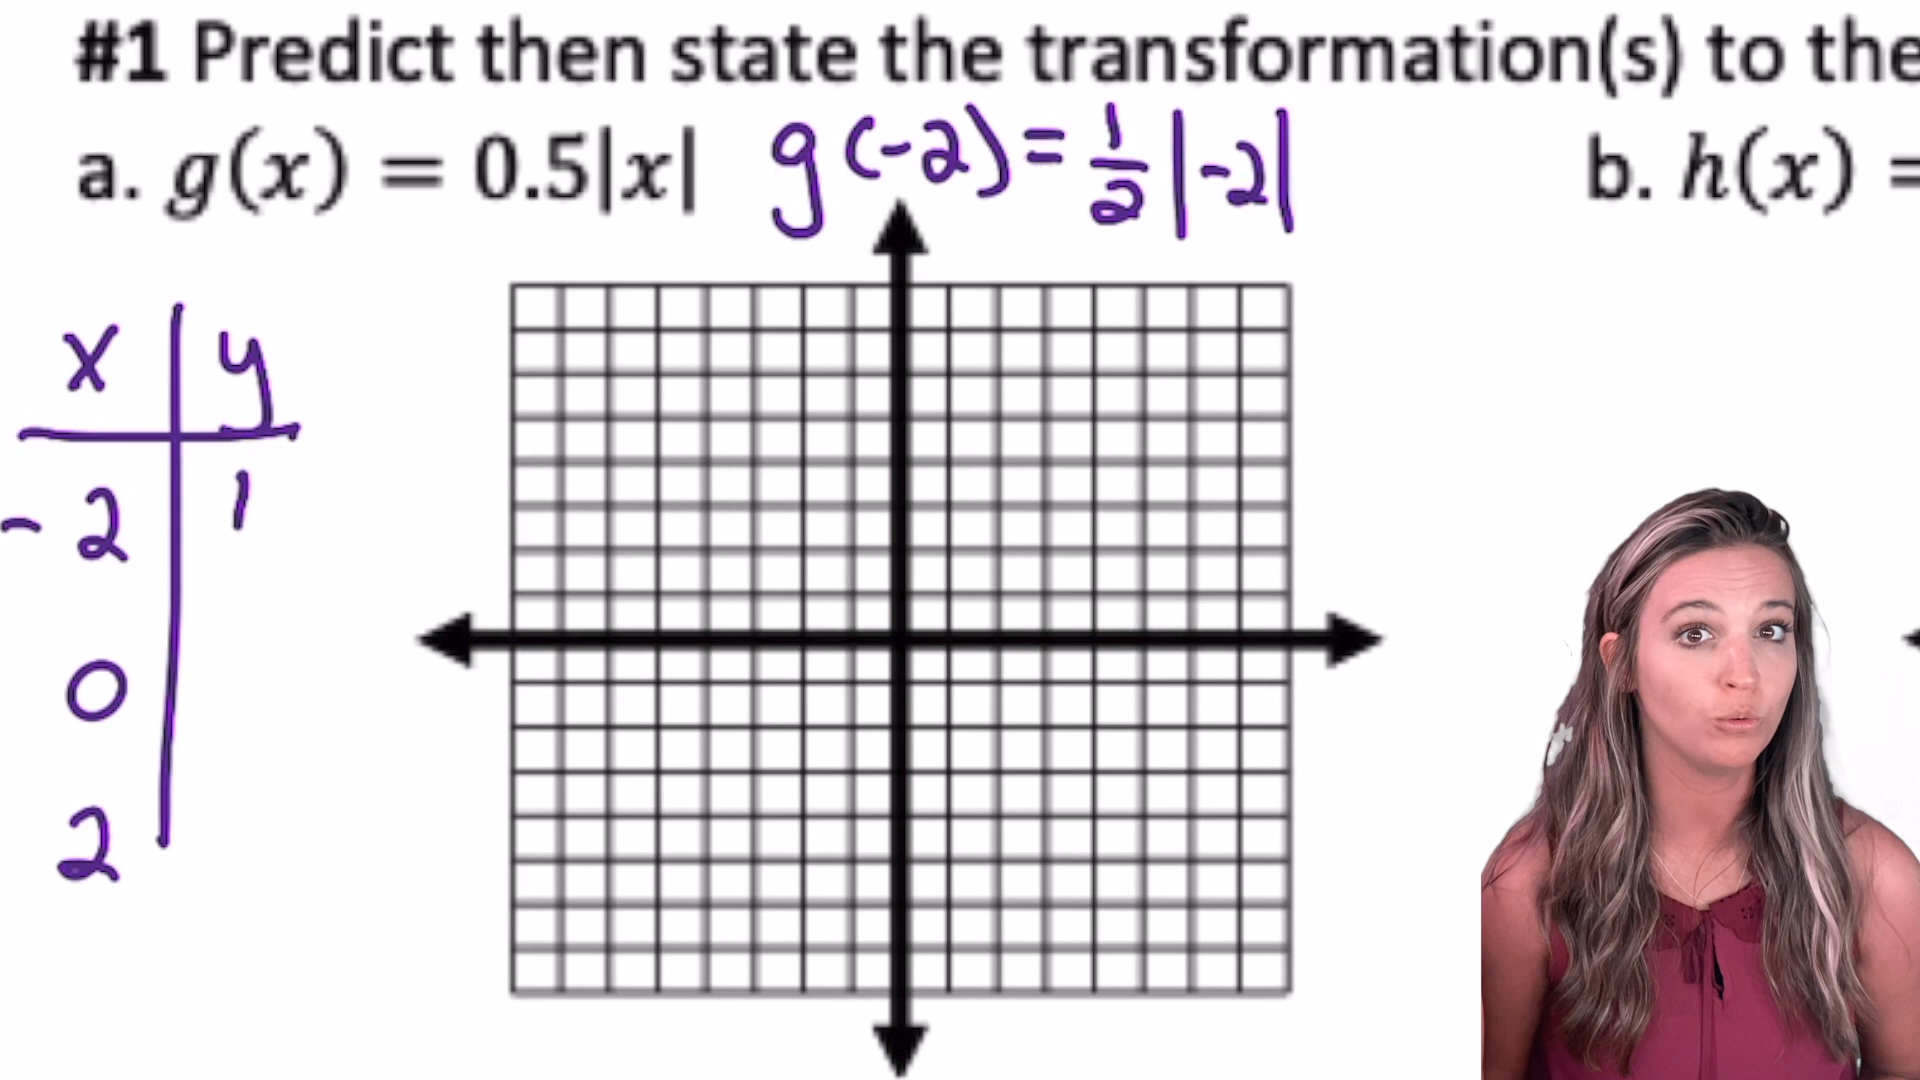 #1 Predict then state the transformation(s) to the
a. g(x) = 0.5|x| g(-2) = 1/2 |-2| b. h(x) =
x y
-2 1
0
2